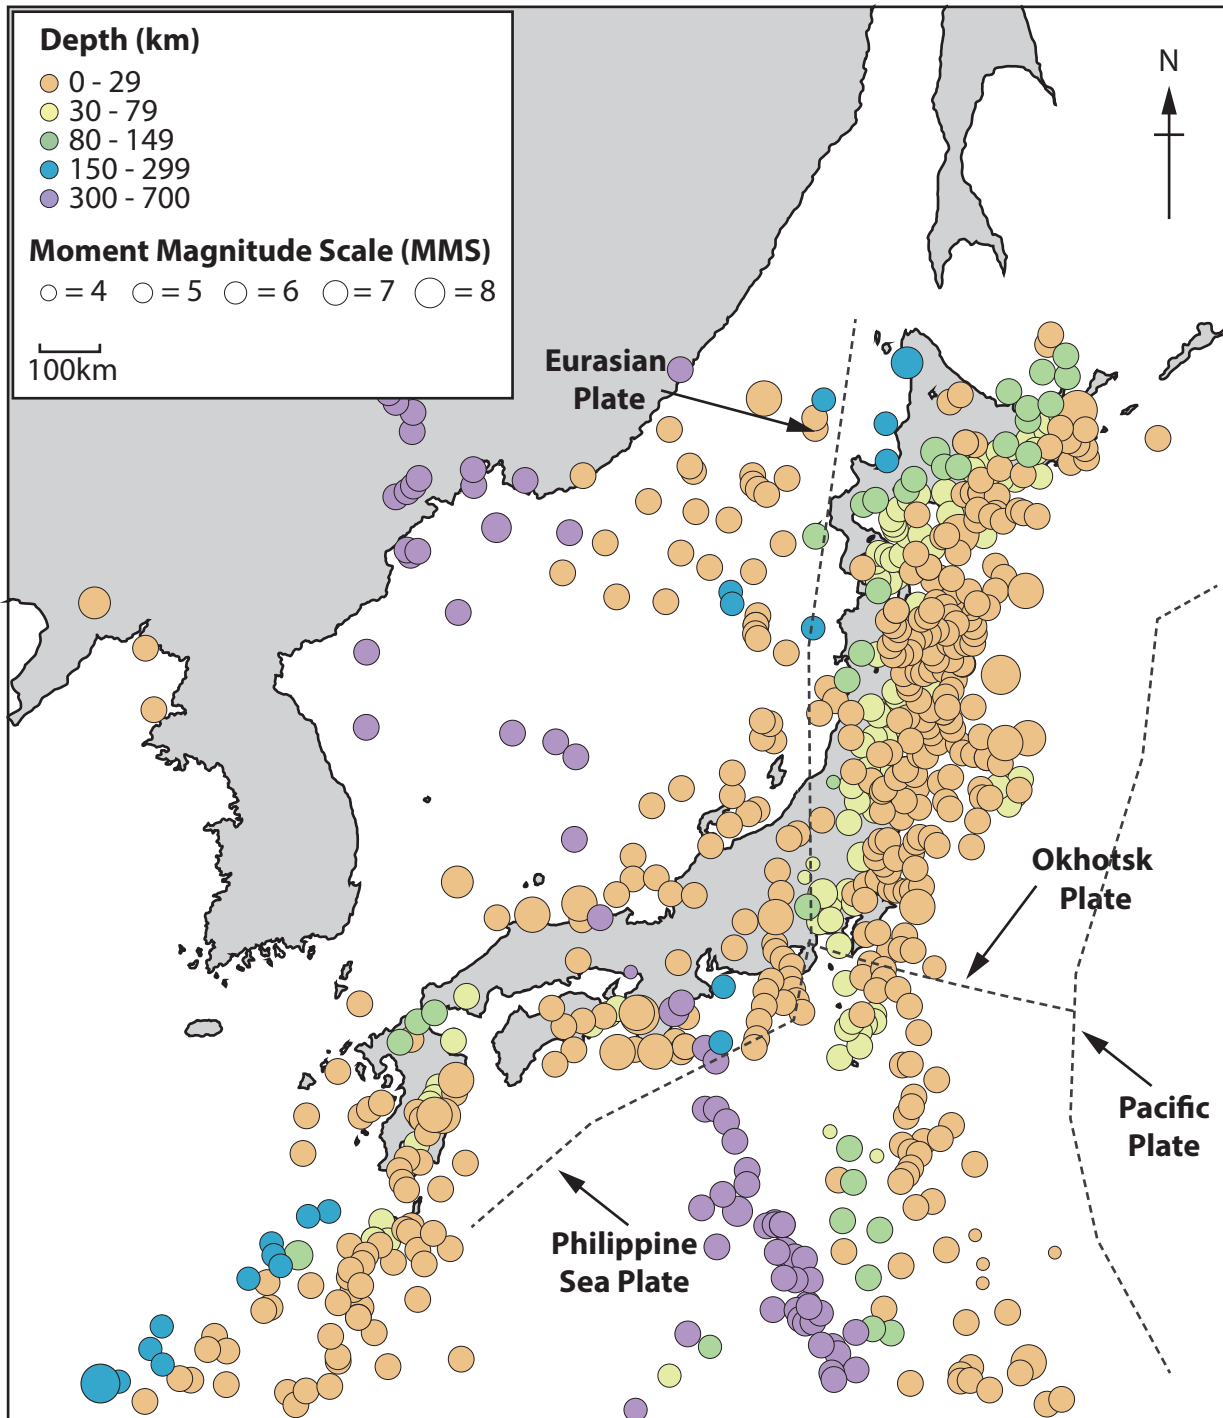 Depth (km)
0 - 29
30 - 79
80 - 149
150 - 299
300 - 700
Moment Magnitude Scale (MMS)
= 4 = 5 = 6 = 7 = 8
100km
N
Eurasian
Plate
Okhotsk
Plate
Pacific
Plate
Philippine
Sea Plate